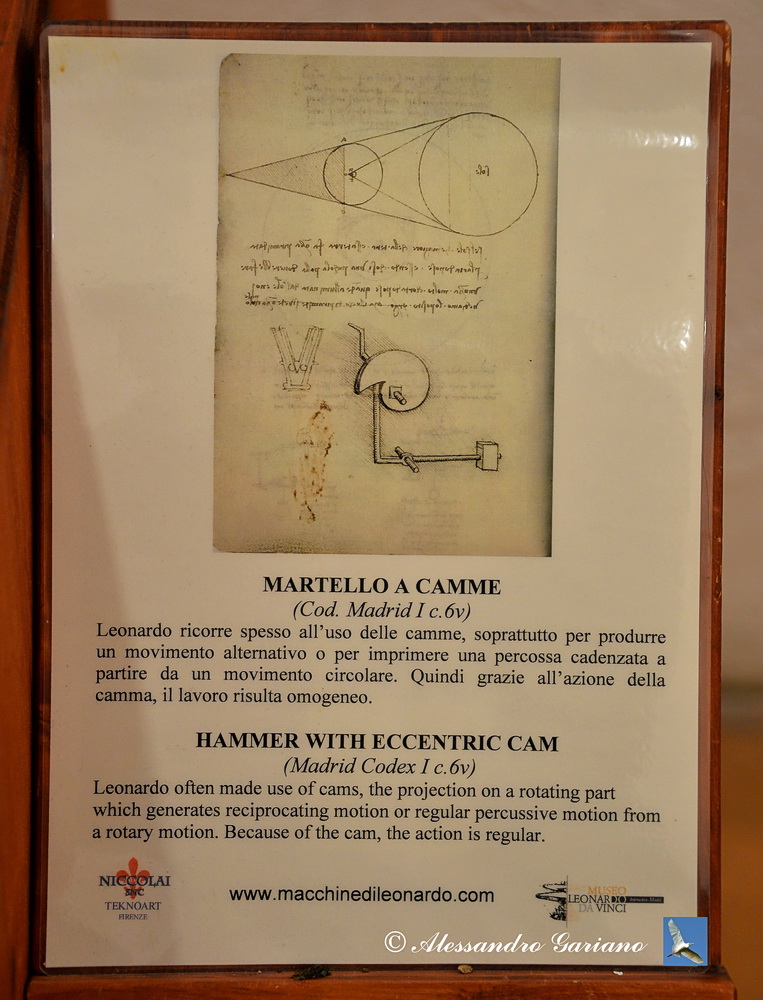 MARTELLO A CAMME
(Cod. Madrid I c.6v)
Leonardo ricorre spesso all'uso delle camme, soprattutto per produrre
un movimento alternativo o per imprimere una percossa cadenzata a
partire da un movimento circolare. Quindi grazie all'azione della
camma, il lavoro risulta omogeneo.
HAMMER WITH ECCENTRIC CAM
(Madrid Codex I c.6v)
Leonardo often made use of cams, the projection on a rotating part
which generates reciprocating motion or regular percussive motion from
a rotary motion. Because of the cam, the action is regular.
NICCOLAI
SNC
TEKNOART
FIRENZE
www.macchinedileonardo.com
MUSEO
LEONARDO
DA VINCI
© Alessandro Gariano